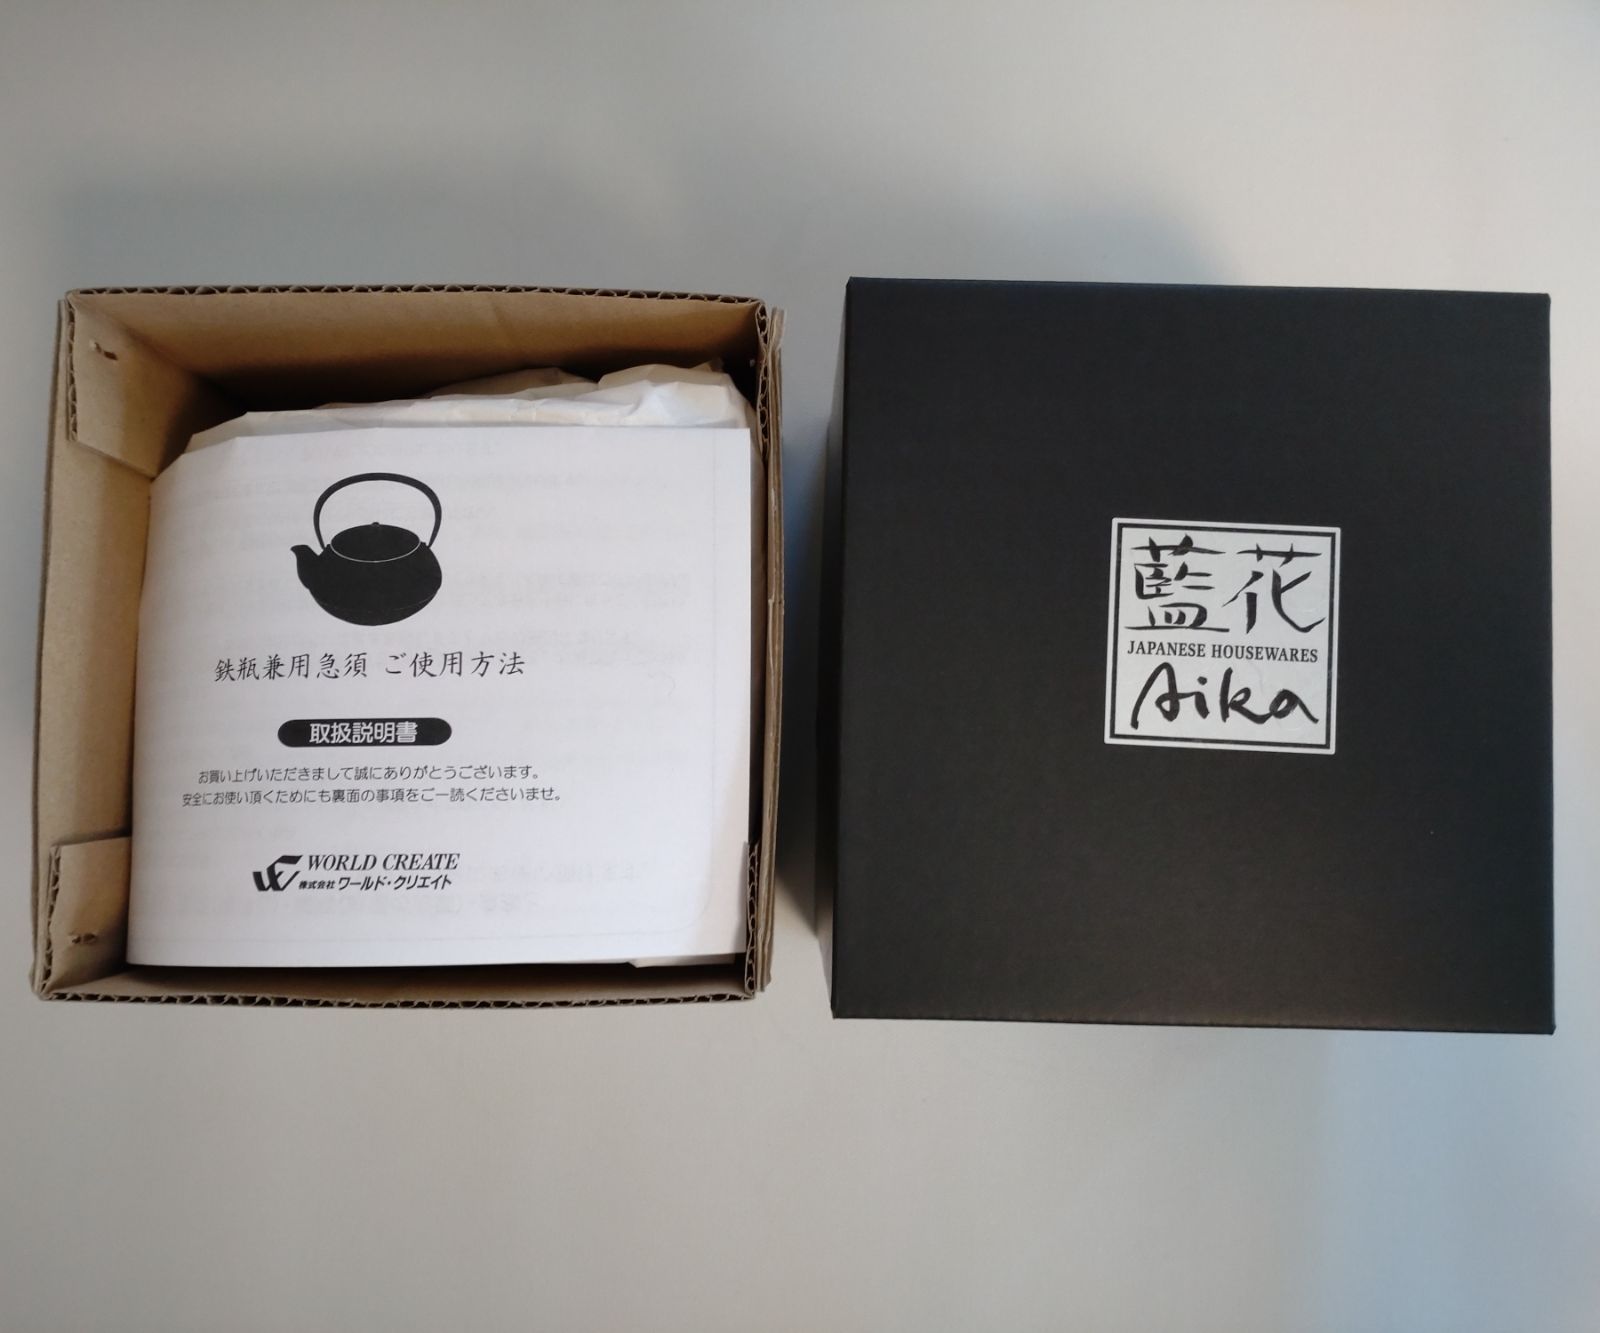 鉄瓶兼用急須 ご使用方法
取扱説明書
お買い上げいただきまして誠にありがとうございます。
安全にお使い頂くためにも裏面の事項をご一読くださいませ。
WORLD CREATE
株式会社 ワールド・クリエイト
藍花
JAPANESE HOUSEWARES
Aika